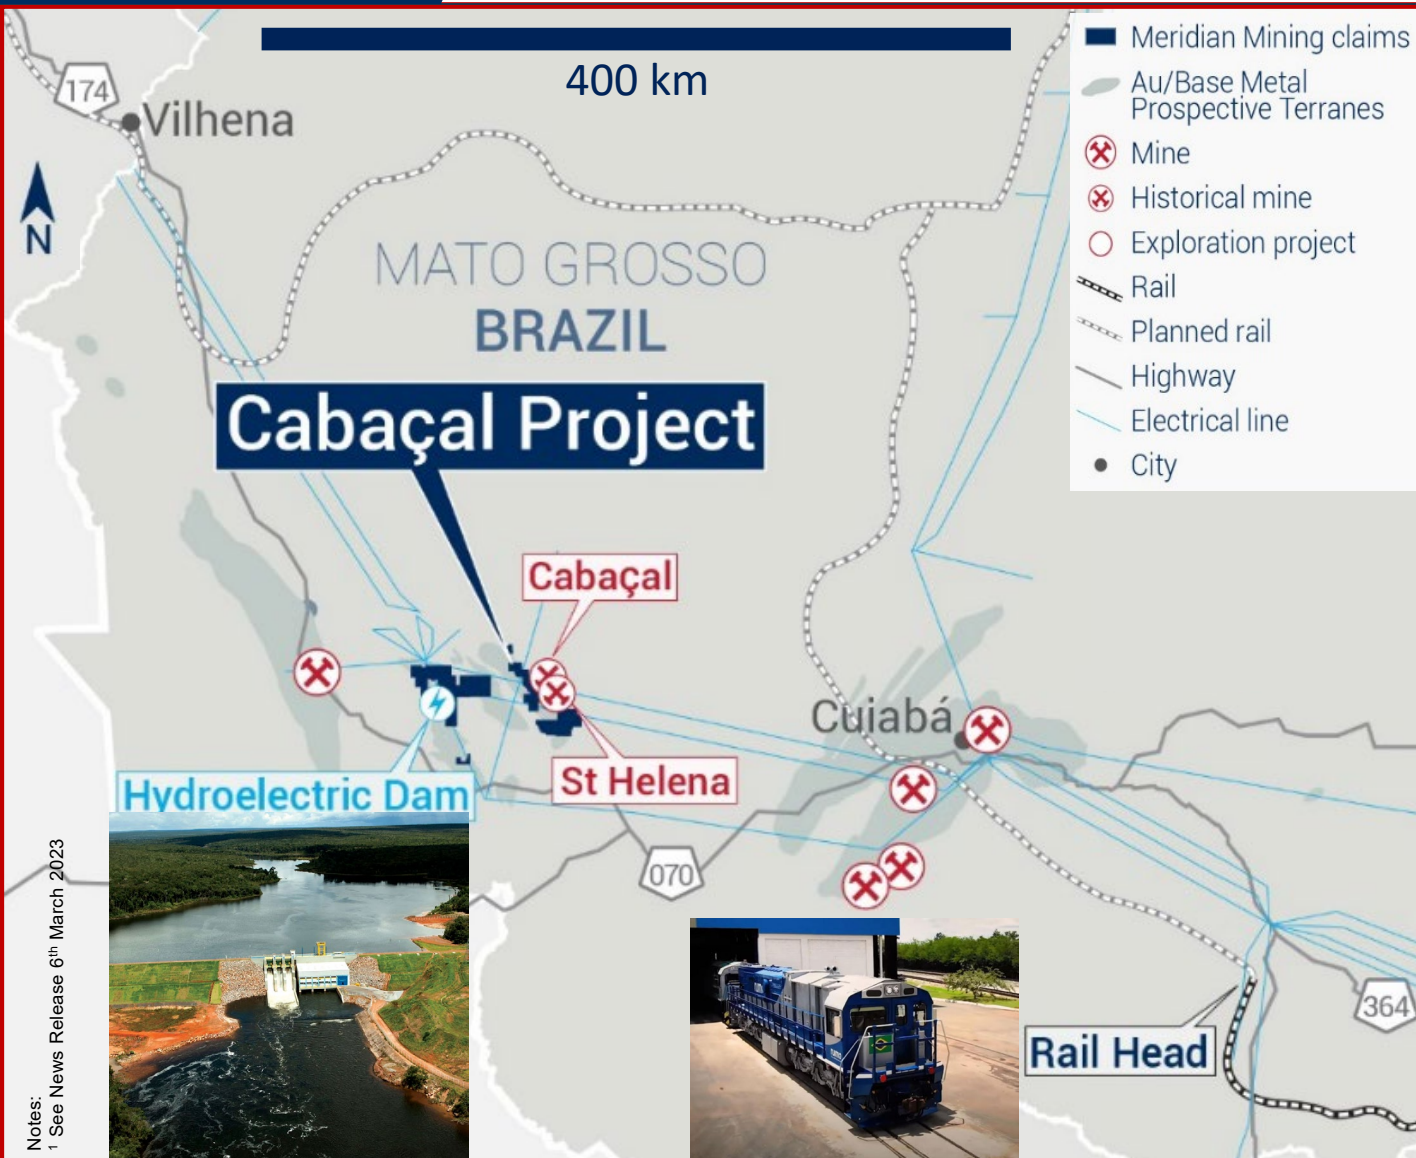 400 km
Meridian Mining claims
Au/Base Metal
Prospective Terranes
Mine
Historical mine
Exploration project
Rail
Planned rail
Highway
Electrical line
City
174
Vilhena
N
MATO GROSSO
BRAZIL
Cabaçal Project
Cabaçal
Cuiabá
St Helena
Hydroelectric Dam
070
364
Rail Head
Notes:
¹ See News Release 6th March 2023